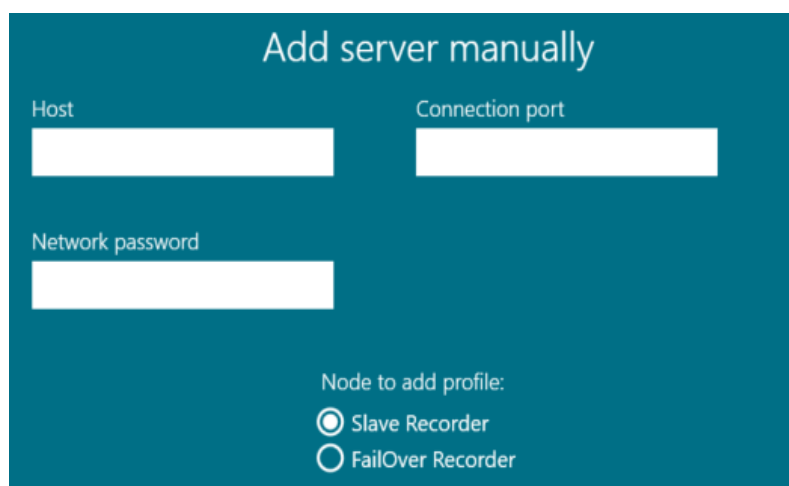 Add server manually
Host
Connection port
Network password
Node to add profile:
Slave Recorder
FailOver Recorder